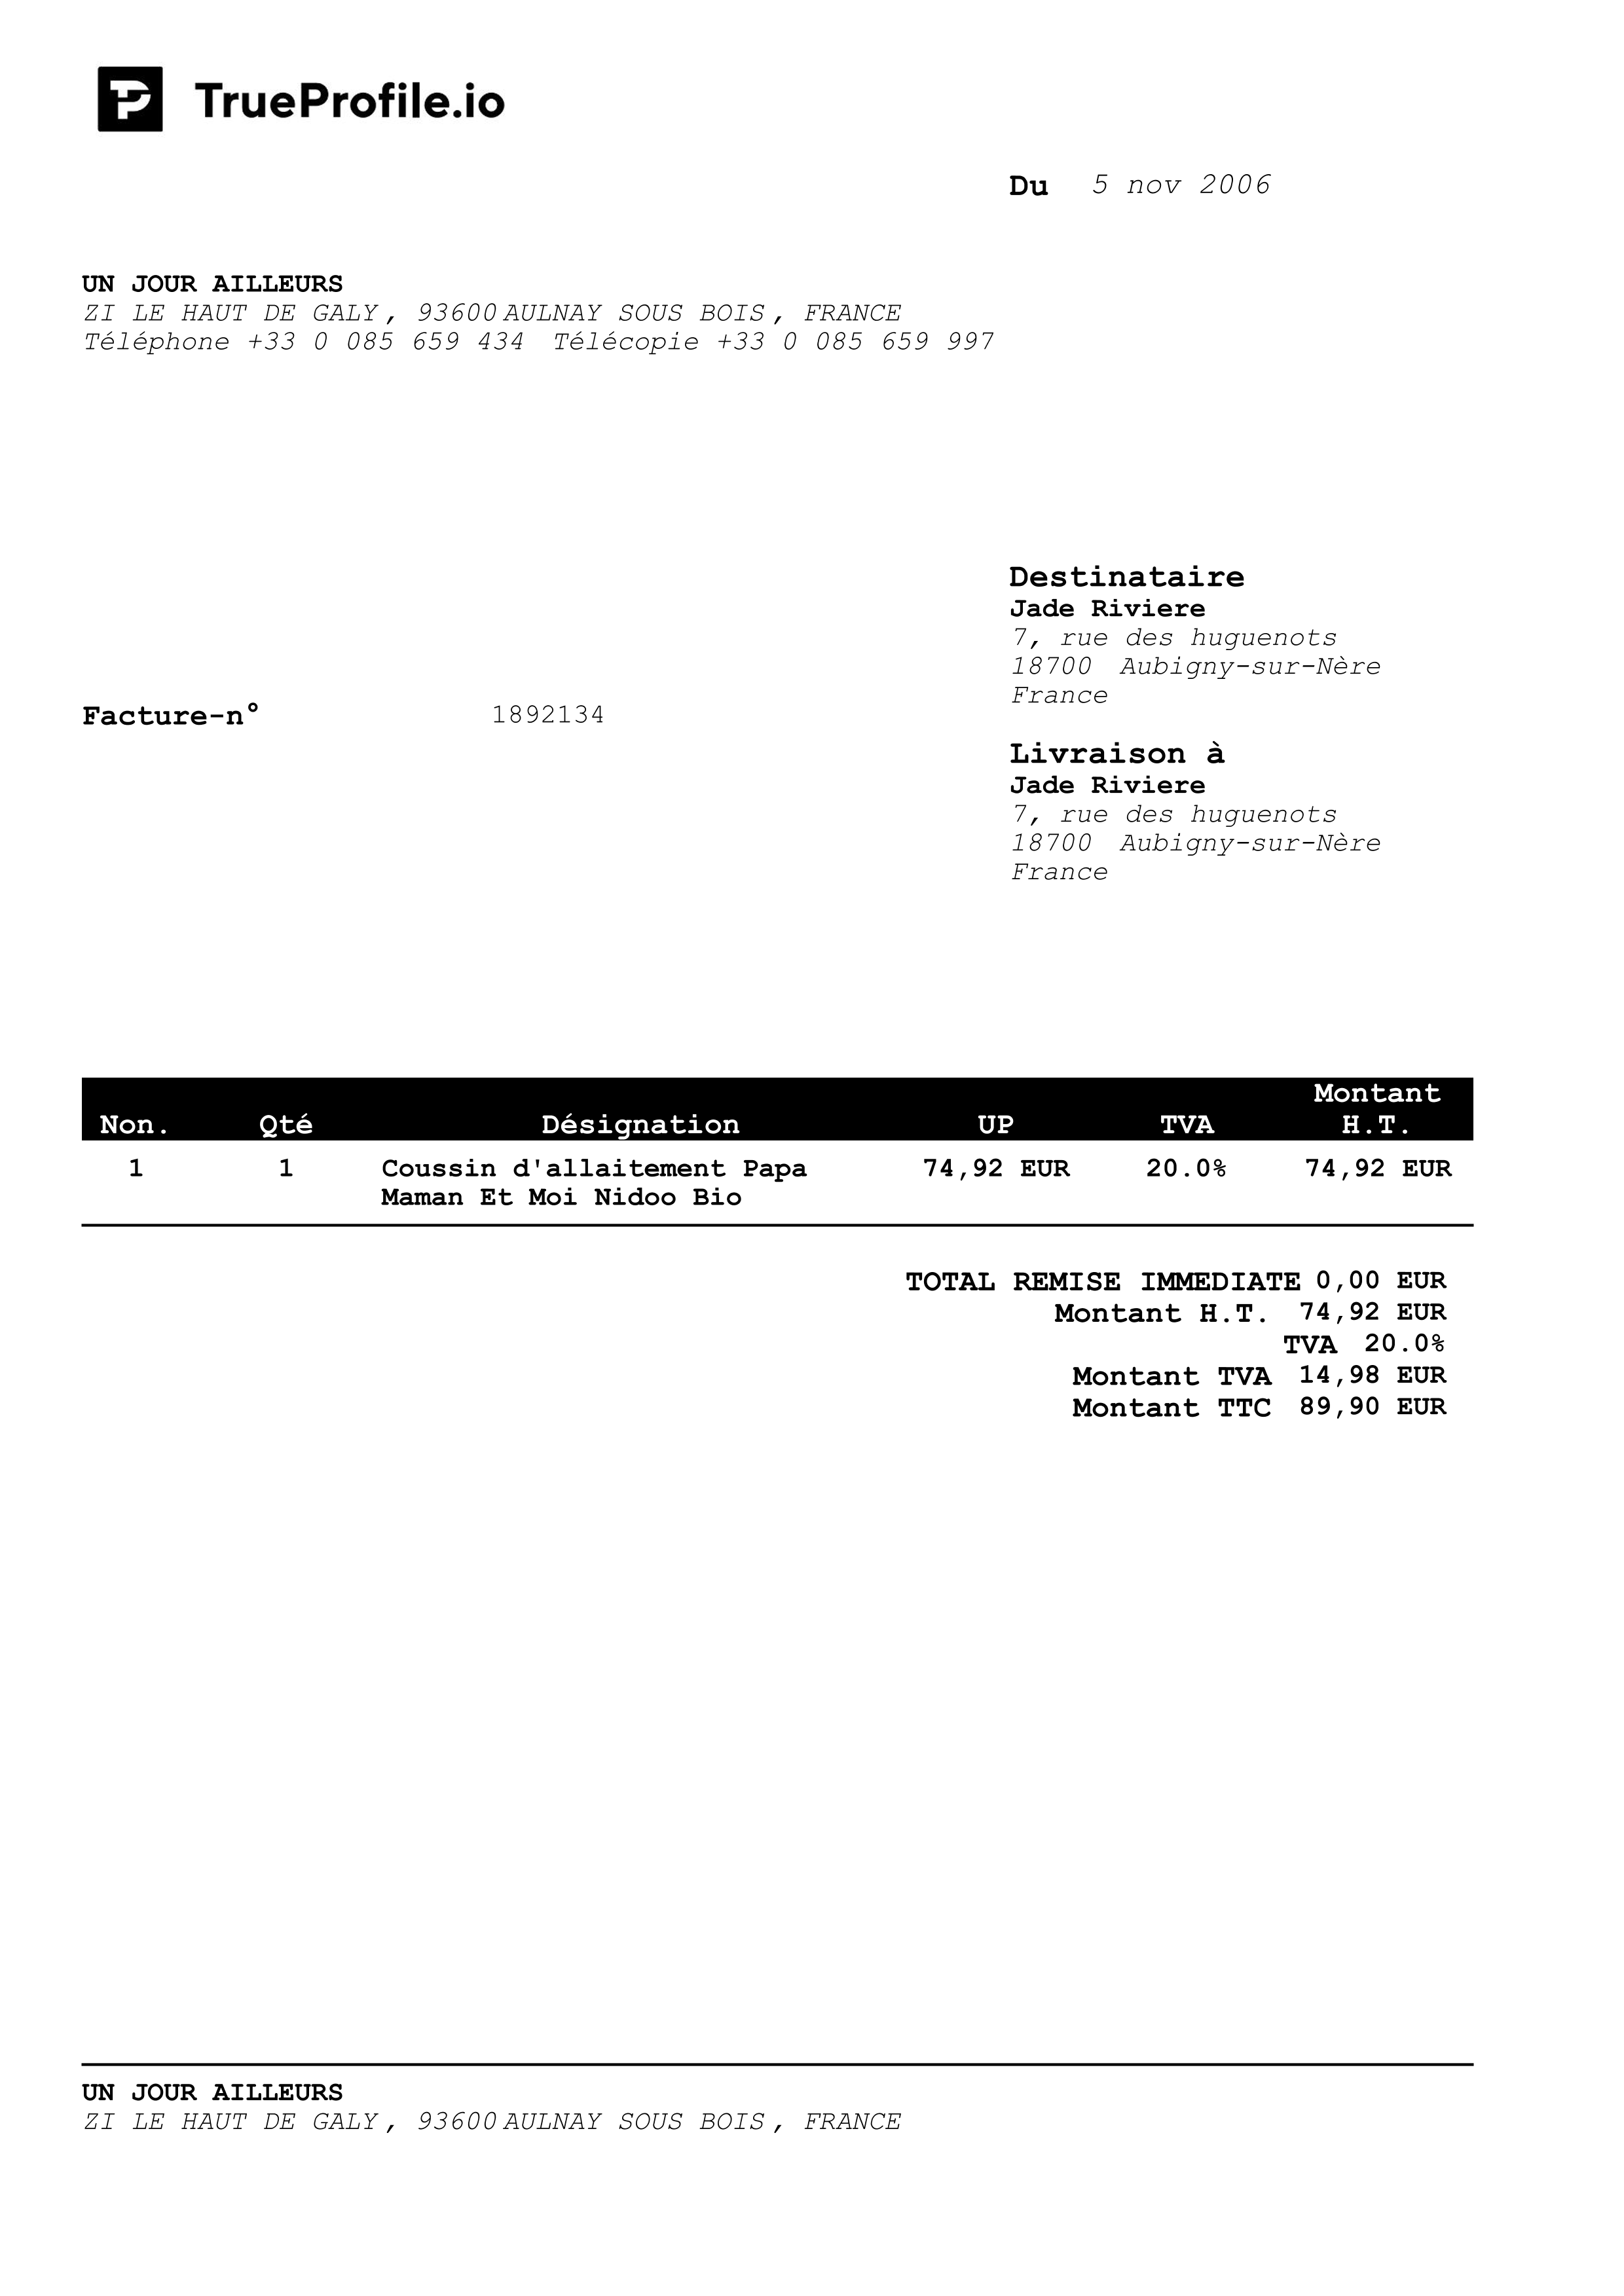 TrueProfile.io
Du 5 nov 2006
UN JOUR AILLEURS
ZI LE HAUT DE GALY, 93600 AULNAY SOUS BOIS, FRANCE
Téléphone +33 0 085 659 434 Télécopie +33 0 085 659 997
Destinataire
Jade Riviere
7, rue des huguenots
18700 Aubigny-sur-Nère
France
Facture-n° 1892134
Livraison à
Jade Riviere
7, rue des huguenots
18700 Aubigny-sur-Nère
France
Non. Qté Désignation UP TVA Montant H.T.
1 1 Coussin d'allaitement Papa 74,92 EUR 20.0% 74,92 EUR
Maman Et Moi Nidoo Bio
TOTAL REMISE IMMEDIATE 0,00 EUR
Montant H.T. 74,92 EUR
TVA 20.0%
Montant TVA 14,98 EUR
Montant TTC 89,90 EUR
UN JOUR AILLEURS
ZI LE HAUT DE GALY, 93600 AULNAY SOUS BOIS, FRANCE